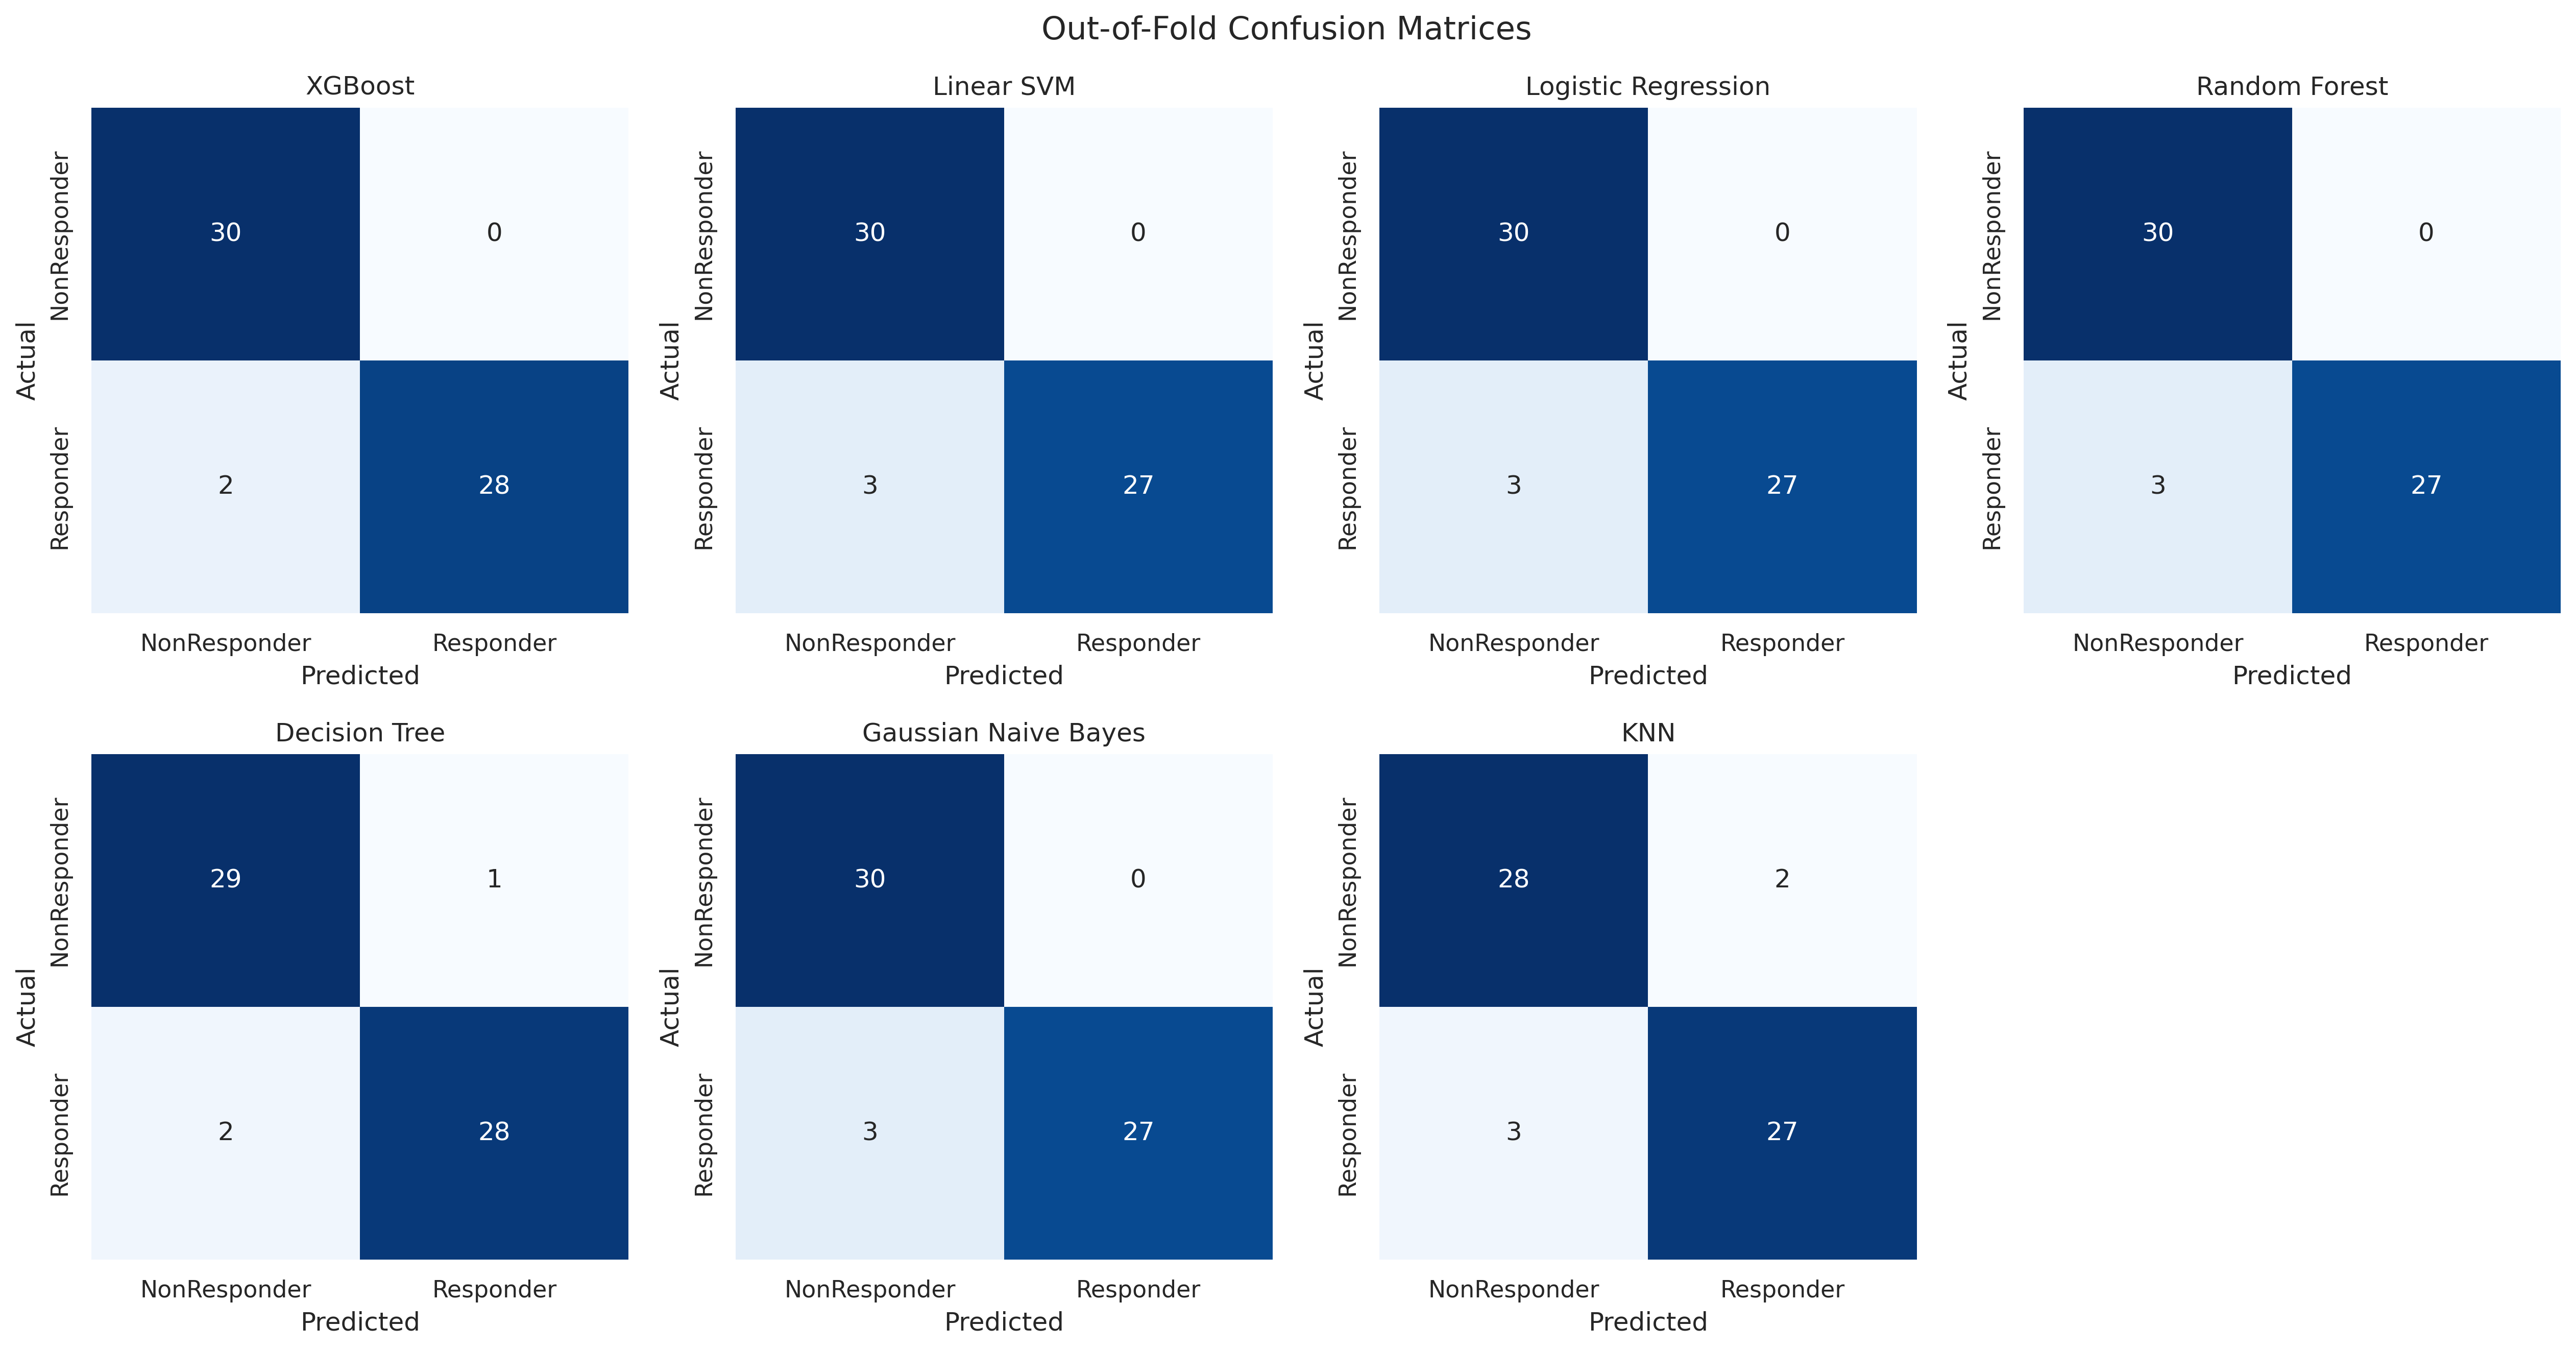 Out-of-Fold Confusion Matrices
XGBoost
Actual
NonResponder
Responder
30 0
2 28
NonResponder Responder
Predicted
Linear SVM
Actual
NonResponder
Responder
30 0
3 27
NonResponder Responder
Predicted
Logistic Regression
Actual
NonResponder
Responder
30 0
3 27
NonResponder Responder
Predicted
Random Forest
Actual
NonResponder
Responder
30 0
3 27
NonResponder Responder
Predicted
Decision Tree
Actual
NonResponder
Responder
29 1
2 28
NonResponder Responder
Predicted
Gaussian Naive Bayes
Actual
NonResponder
Responder
30 0
3 27
NonResponder Responder
Predicted
KNN
Actual
NonResponder
Responder
28 2
3 27
NonResponder Responder
Predicted